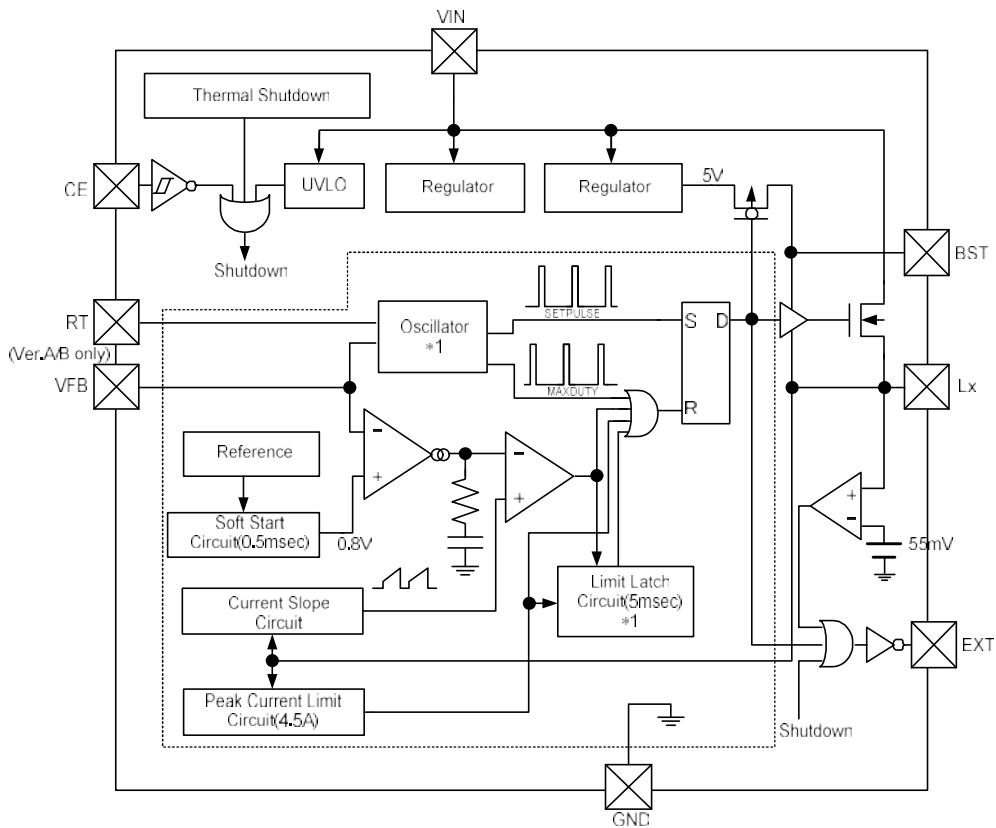 VIN
Thermal Shutdown
CE
UVLO
Regulator
Regulator
5V
BST
Shutdown
RT
(Ver.A/B only)
VFB
Oscillator
*1
SETPULSE
MAXDUTY
S D
R
Lx
Reference
Soft Start
Circuit(0.5msec)
0.8V
−
+
−
+
+
−
55mV
Current Slope
Circuit
Limit Latch
Circuit(5msec)
*1
EXT
Peak Current Limit
Circuit(4.5A)
Shutdown
GND